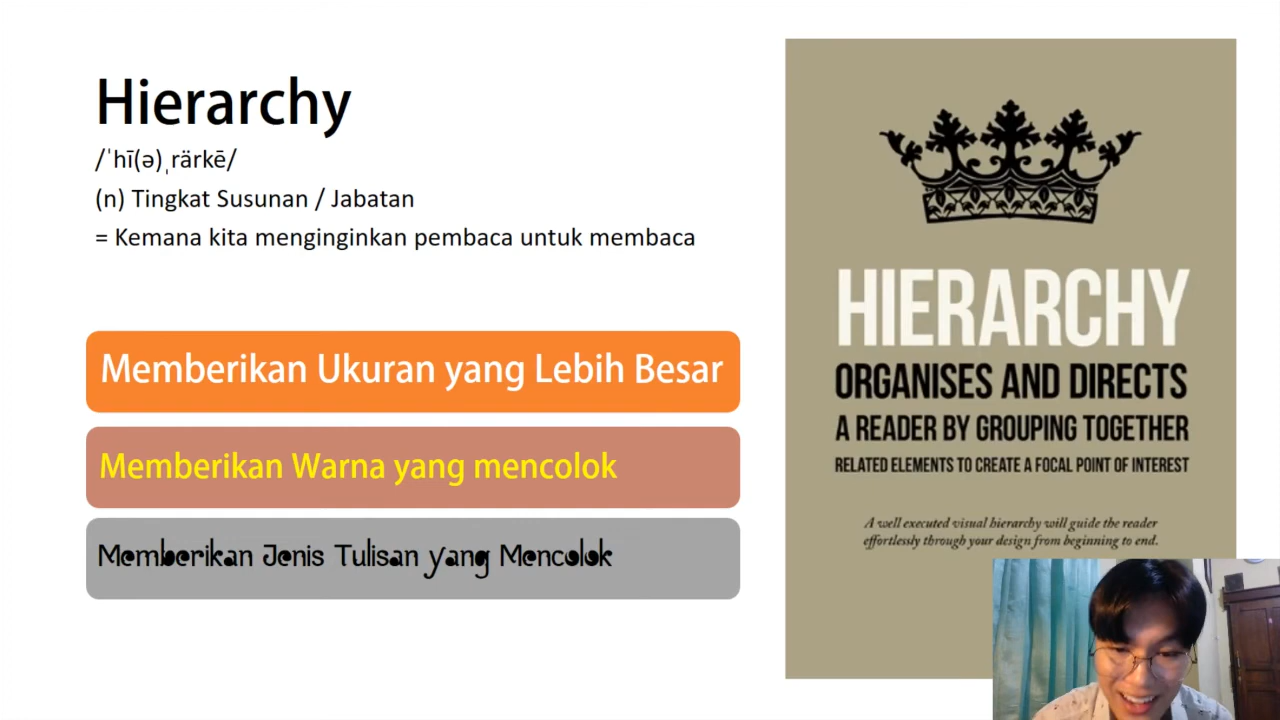 Hierarchy
/ˈhī(ə)ˌrärkē/
(n) Tingkat Susunan / Jabatan
= Kemana kita menginginkan pembaca untuk membaca
Memberikan Ukuran yang Lebih Besar
Memberikan Warna yang mencolok
Memberikan Jenis Tulisan yang Mencolok
HIERARCHY
ORGANISES AND DIRECTS
A READER BY GROUPING TOGETHER
RELATED ELEMENTS TO CREATE A FOCAL POINT OF INTEREST
A well executed visual hierarchy will guide the reader
effortlessly through your design from beginning to end.